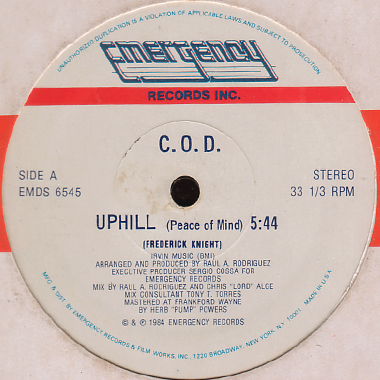 UNAUTHORIZED DUPLICATION IS A VIOLATION OF APPLICABLE LAWS AND SUBJECT TO PROSECUTION.
EMERGENCY
RECORDS INC.
C.O.D.
SIDE A
EMDS 6545
STEREO
33 1/3 RPM
UPHILL (Peace of Mind) 5:44
(FREDERICK KNIGHT)
IRVIN MUSIC (BMI)
ARRANGED AND PRODUCED BY RAUL A. RODRIGUEZ
EXECUTIVE PRODUCER SERGIO COSSA FOR
EMERGENCY RECORDS
MIX BY RAUL A. RODRIGUEZ AND CHRIS "LORD" ALGE
MIX CONSULTANT TONY T. TORRES
MASTERED AT FRANKFORD WAYNE
BY HERB "PUMP" POWERS
© & ℗ 1984 EMERGENCY RECORDS
MFG. & DIST. BY EMERGENCY RECORDS & FILM WORKS, INC., 1220 BROADWAY, NEW YORK, N.Y. 10001. MADE IN U.S.A.